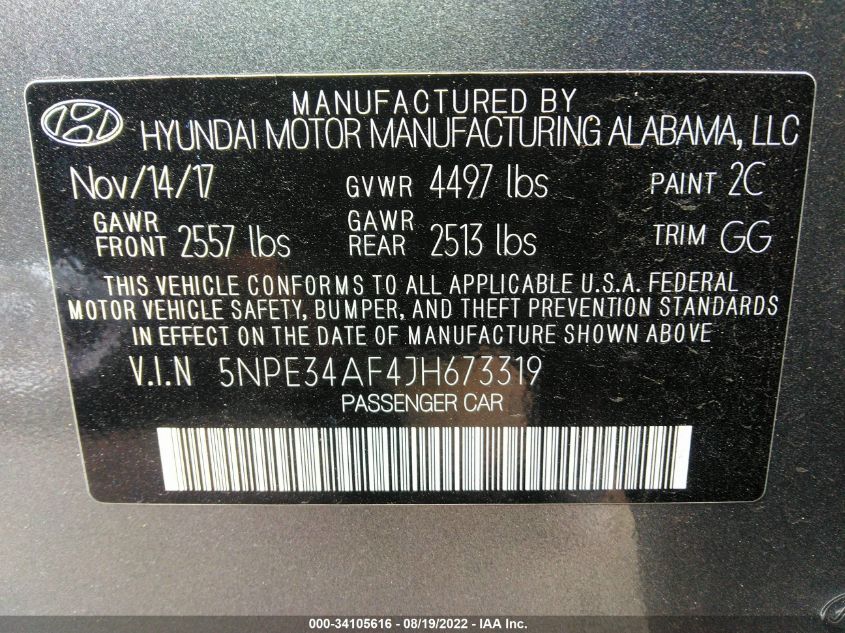 MANUFACTURED BY
HYUNDAI MOTOR MANUFACTURING ALABAMA, LLC
Nov/14/17 GVWR 4497 lbs PAINT 2C
GAWR FRONT 2557 lbs GAWR REAR 2513 lbs TRIM GG
THIS VEHICLE CONFORMS TO ALL APPLICABLE U.S.A. FEDERAL
MOTOR VEHICLE SAFETY, BUMPER, AND THEFT PREVENTION STANDARDS
IN EFFECT ON THE DATE OF MANUFACTURE SHOWN ABOVE.
V.I.N 5NPE34AF4JH673319
PASSENGER CAR
000-34105616 - 08/19/2022 - IAA Inc.